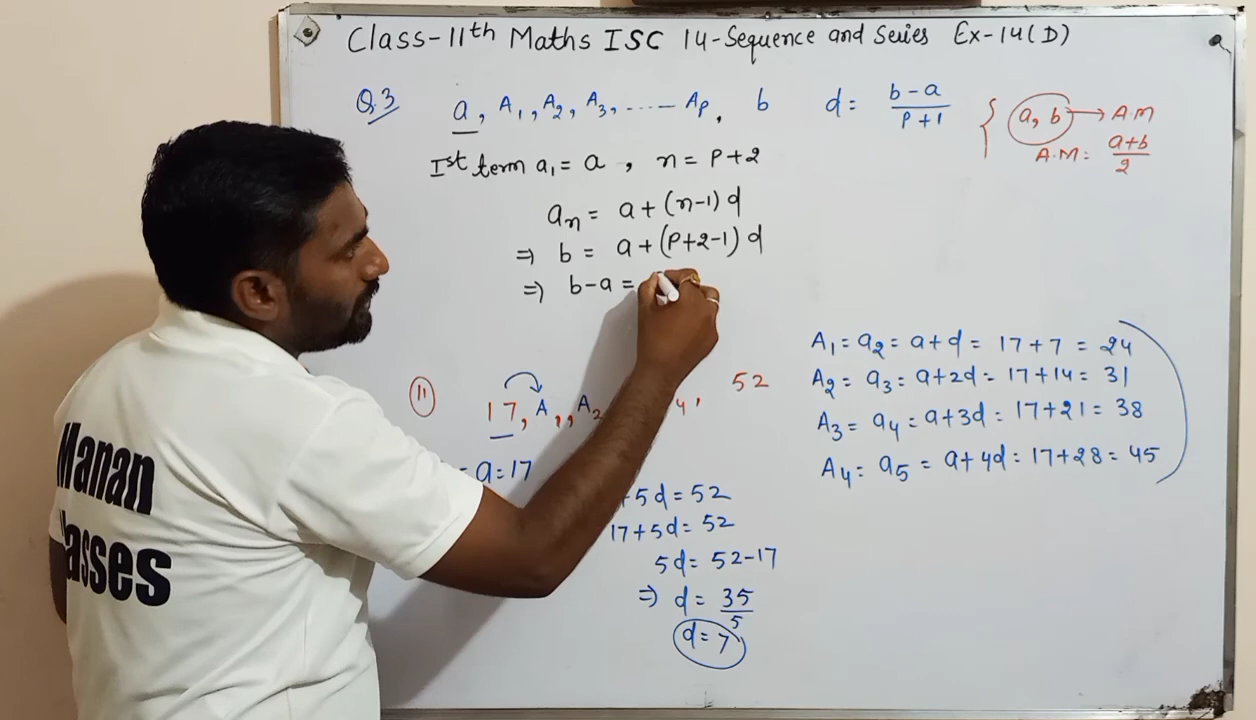 Class-11th Maths ISC 14-Sequence and Series Ex-14(D)
Q.3 a, A1, A2, A3, ..... Ap, b d = b-a/p+1 { a, b → A.M
A.M = a+b/2
Ist term a1 = a, n = p+2
an = a+(n-1)d
⇒ b = a+(p+2-1)d
⇒ b-a =
11 17, A1, A2 4, 52
= a=17
+5d=52
17+5d=52
5d=52-17
⇒ d=35/5
d=7
A1=a2=a+d=17+7=24
A2=a3=a+2d=17+14=31
A3=a4=a+3d=17+21=38
A4=a5=a+4d=17+28=45
Manan
lasses